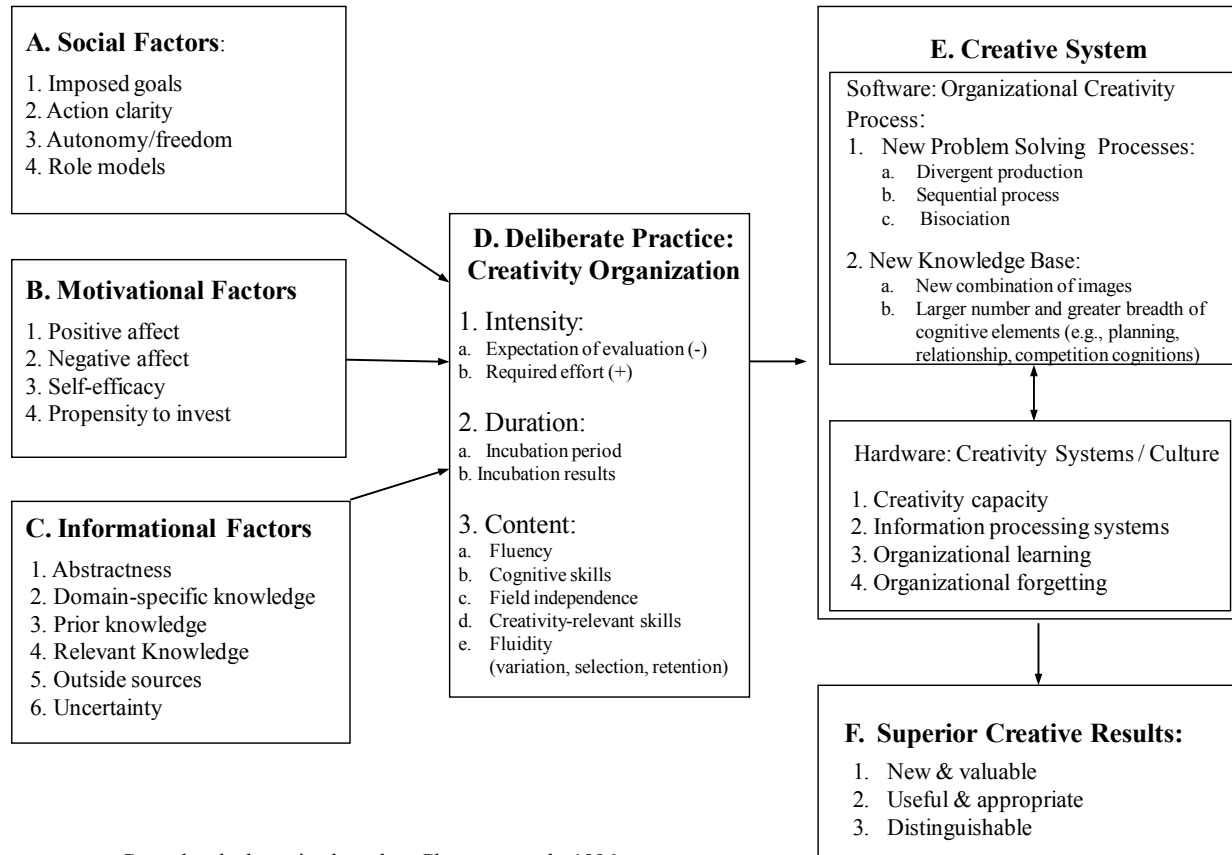 A. Social Factors:
1. Imposed goals
2. Action clarity
3. Autonomy/freedom
4. Role models
B. Motivational Factors
1. Positive affect
2. Negative affect
3. Self-efficacy
4. Propensity to invest
C. Informational Factors
1. Abstractness
2. Domain-specific knowledge
3. Prior knowledge
4. Relevant Knowledge
5. Outside sources
6. Uncertainty
D. Deliberate Practice:
Creativity Organization
1. Intensity:
a. Expectation of evaluation (-)
b. Required effort (+)
2. Duration:
a. Incubation period
b. Incubation results
3. Content:
a. Fluency
b. Cognitive skills
c. Field independence
d. Creativity-relevant skills
e. Fluidity
(variation, selection, retention)
E. Creative System
Software: Organizational Creativity
Process:
1. New Problem Solving Processes:
a. Divergent production
b. Sequential process
c. Bisociation
2. New Knowledge Base:
a. New combination of images
b. Larger number and greater breadth of
cognitive elements (e.g., planning,
relationship, competition cognitions)
Hardware: Creativity Systems / Culture
1. Creativity capacity
2. Information processing systems
3. Organizational learning
4. Organizational forgetting
F. Superior Creative Results:
1. New & valuable
2. Useful & appropriate
3. Distinguishable